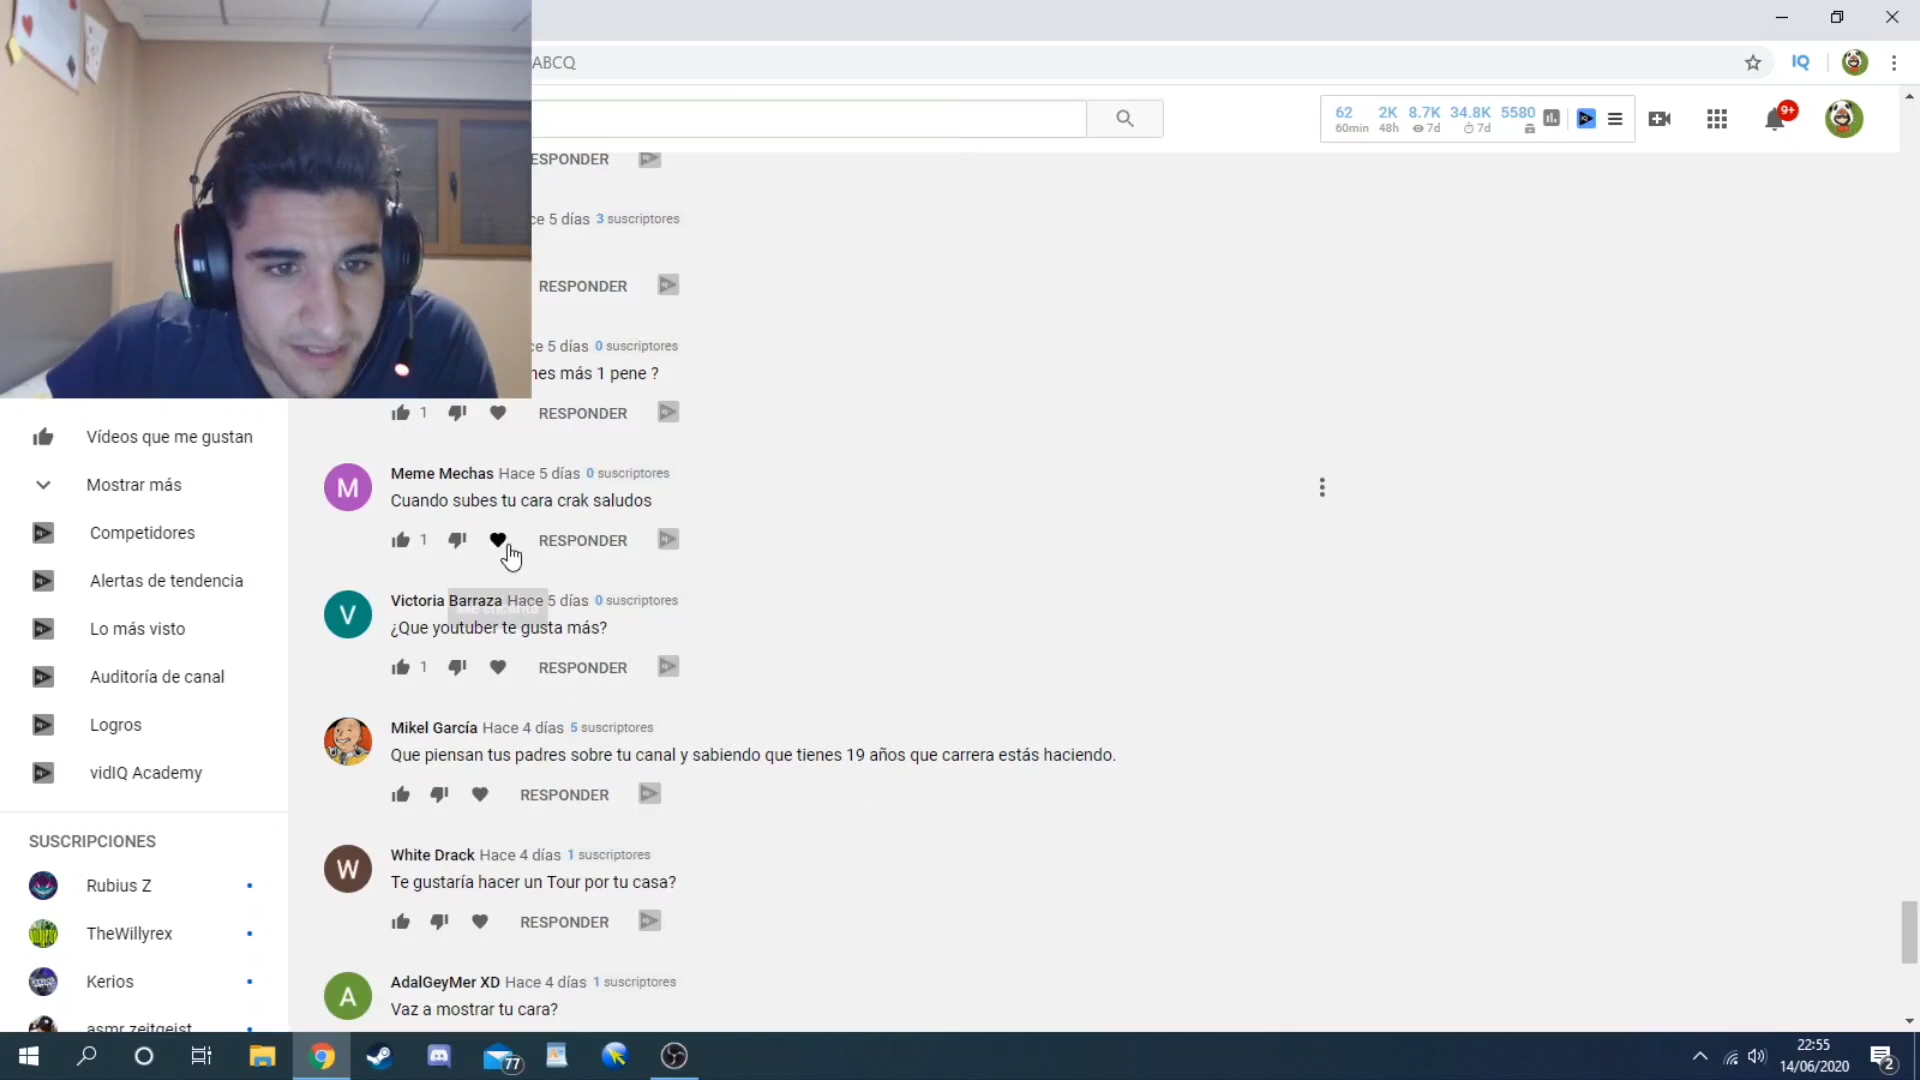 ABCQ
IQ
62 2K 8.7K 34.8K 5580
60min 48h 7d 7d
9+
ESPONDER
ce 5 días 3 suscriptores
RESPONDER
ce 5 días 0 suscriptores
nes más 1 pene ?
1 RESPONDER
Vídeos que me gustan
Mostrar más
Competidores
Alertas de tendencia
Lo más visto
Auditoría de canal
Logros
vidIQ Academy
SUSCRIPCIONES
Rubius Z
TheWillyrex
Kerios
asmr zeitgeist
M
Meme Mechas Hace 5 días 0 suscriptores
Cuando subes tu cara crak saludos
1 RESPONDER
V
Victoria Barraza Hace 5 días 0 suscriptores
¿Que youtuber te gusta más?
1 RESPONDER
Mikel García Hace 4 días 5 suscriptores
Que piensan tus padres sobre tu canal y sabiendo que tienes 19 años que carrera estás haciendo.
RESPONDER
W
White Drack Hace 4 días 1 suscriptores
Te gustaría hacer un Tour por tu casa?
RESPONDER
A
AdalGeyMer XD Hace 4 días 1 suscriptores
Vaz a mostrar tu cara?
77
22:55
14/06/2020
2